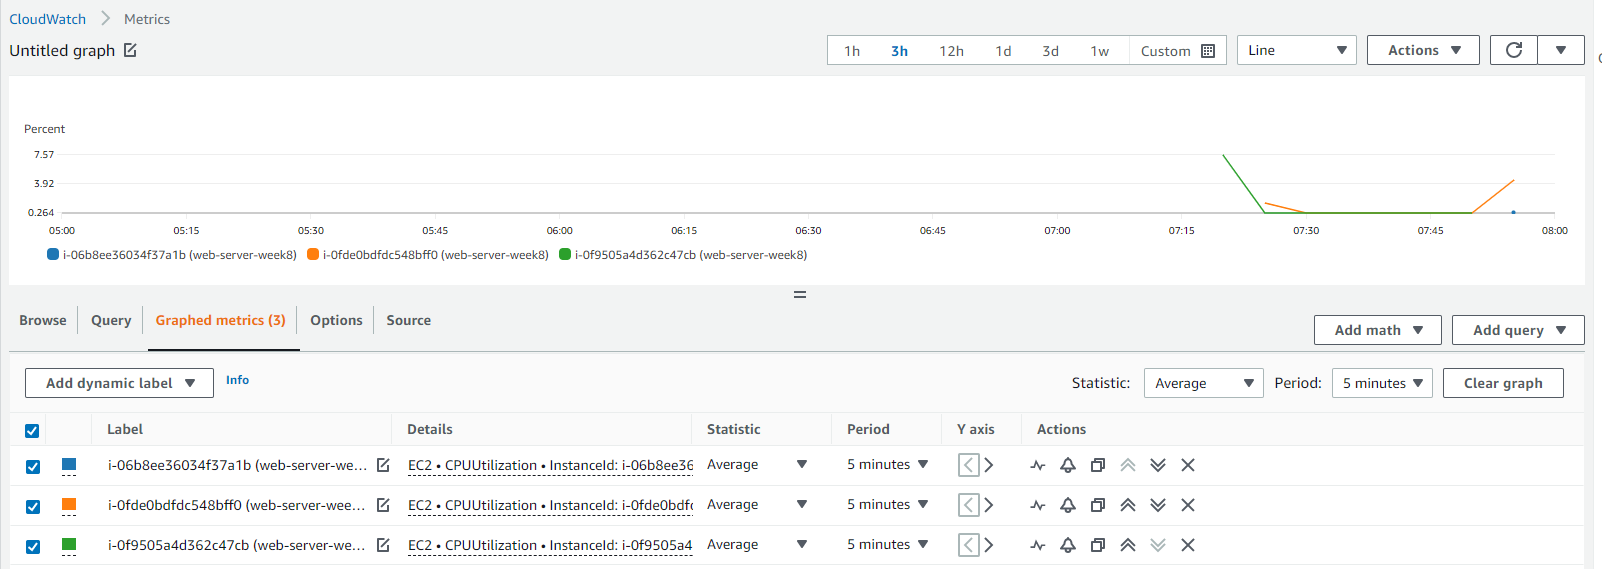 CloudWatch Metrics
Untitled graph
1h 3h 12h 1d 3d 1w Custom Line Actions
Percent
7.57
3.92
0.264
05:00 05:15 05:30 05:45 06:00 06:15 06:30 06:45 07:00 07:15 07:30 07:45 08:00
i-06b8ee36034f37a1b (web-server-week8) i-0fde0bdfdc548bff0 (web-server-week8) i-0f9505a4d362c47cb (web-server-week8)
Browse Query Graphed metrics (3) Options Source
Add math Add query
Add dynamic label Info Statistic: Average Period: 5 minutes Clear graph
Label Details Statistic Period Y axis Actions
i-06b8ee36034f37a1b (web-server-we... EC2 • CPUUtilization • InstanceId: i-06b8ee36 Average 5 minutes
i-0fde0bdfdc548bff0 (web-server-wee... EC2 • CPUUtilization • InstanceId: i-0fde0bdfc Average 5 minutes
i-0f9505a4d362c47cb (web-server-we... EC2 • CPUUtilization • InstanceId: i-0f9505a4 Average 5 minutes